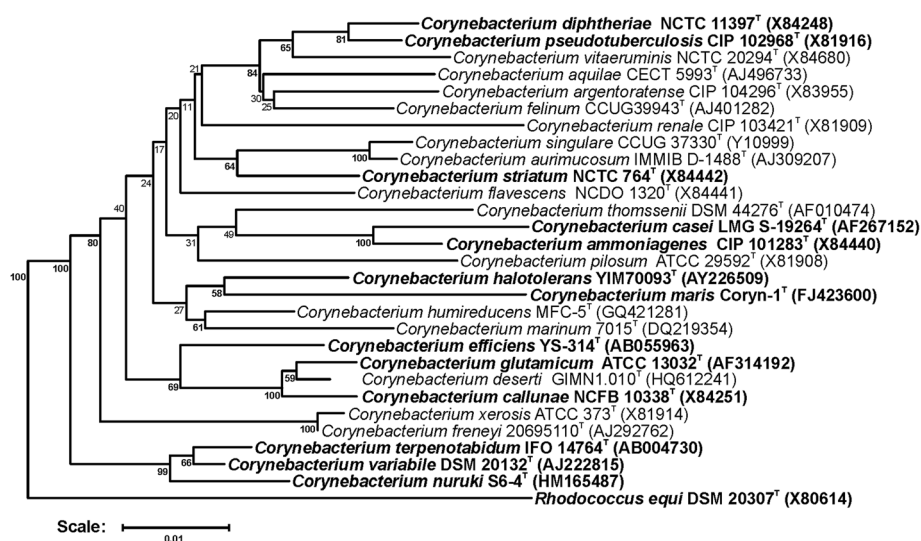 Corynebacterium diphtheriae NCTC 11397ᵀ (X84248)
81
65
Corynebacterium pseudotuberculosis CIP 102968ᵀ (X81916)
Corynebacterium vitaeruminis NCTC 20294ᵀ (X84680)
21
84
Corynebacterium aquilae CECT 5993ᵀ (AJ496733)
Corynebacterium argentoratense CIP 104296ᵀ (X83955)
30
25
Corynebacterium felinum CCUG39943ᵀ (AJ401282)
20
11
Corynebacterium renale CIP 103421ᵀ (X81909)
Corynebacterium singulare CCUG 37330ᵀ (Y10999)
17
100
Corynebacterium aurimucosum IMMIB D-1488ᵀ (AJ309207)
64
Corynebacterium striatum NCTC 764ᵀ (X84442)
24
Corynebacterium flavescens NCDO 1320ᵀ (X84441)
Corynebacterium thomssenii DSM 44276ᵀ (AF010474)
40
49
Corynebacterium casei LMG S-19264ᵀ (AF267152)
80
31
100
Corynebacterium ammoniagenes CIP 101283ᵀ (X84440)
Corynebacterium pilosum ATCC 29592ᵀ (X81908)
100
100
Corynebacterium halotolerans YIM70093ᵀ (AY226509)
58
Corynebacterium maris Coryn-1ᵀ (FJ423600)
27
Corynebacterium humireducens MFC-5ᵀ (GQ421281)
61
Corynebacterium marinum 7015ᵀ (DQ219354)
Corynebacterium efficiens YS-314ᵀ (AB055963)
Corynebacterium glutamicum ATCC 13032ᵀ (AF314192)
59
Corynebacterium deserti GIMN1.010ᵀ (HQ612241)
69
100
Corynebacterium callunae NCFB 10338ᵀ (X84251)
Corynebacterium xerosis ATCC 373ᵀ (X81914)
100
Corynebacterium freneyi 20695110ᵀ (AJ292762)
Corynebacterium terpenotabidum IFO 14764ᵀ (AB004730)
66
Corynebacterium variabile DSM 20132ᵀ (AJ222815)
99
Corynebacterium nuruki S6-4ᵀ (HM165487)
Rhodococcus equi DSM 20307ᵀ (X80614)
Scale:
0.01